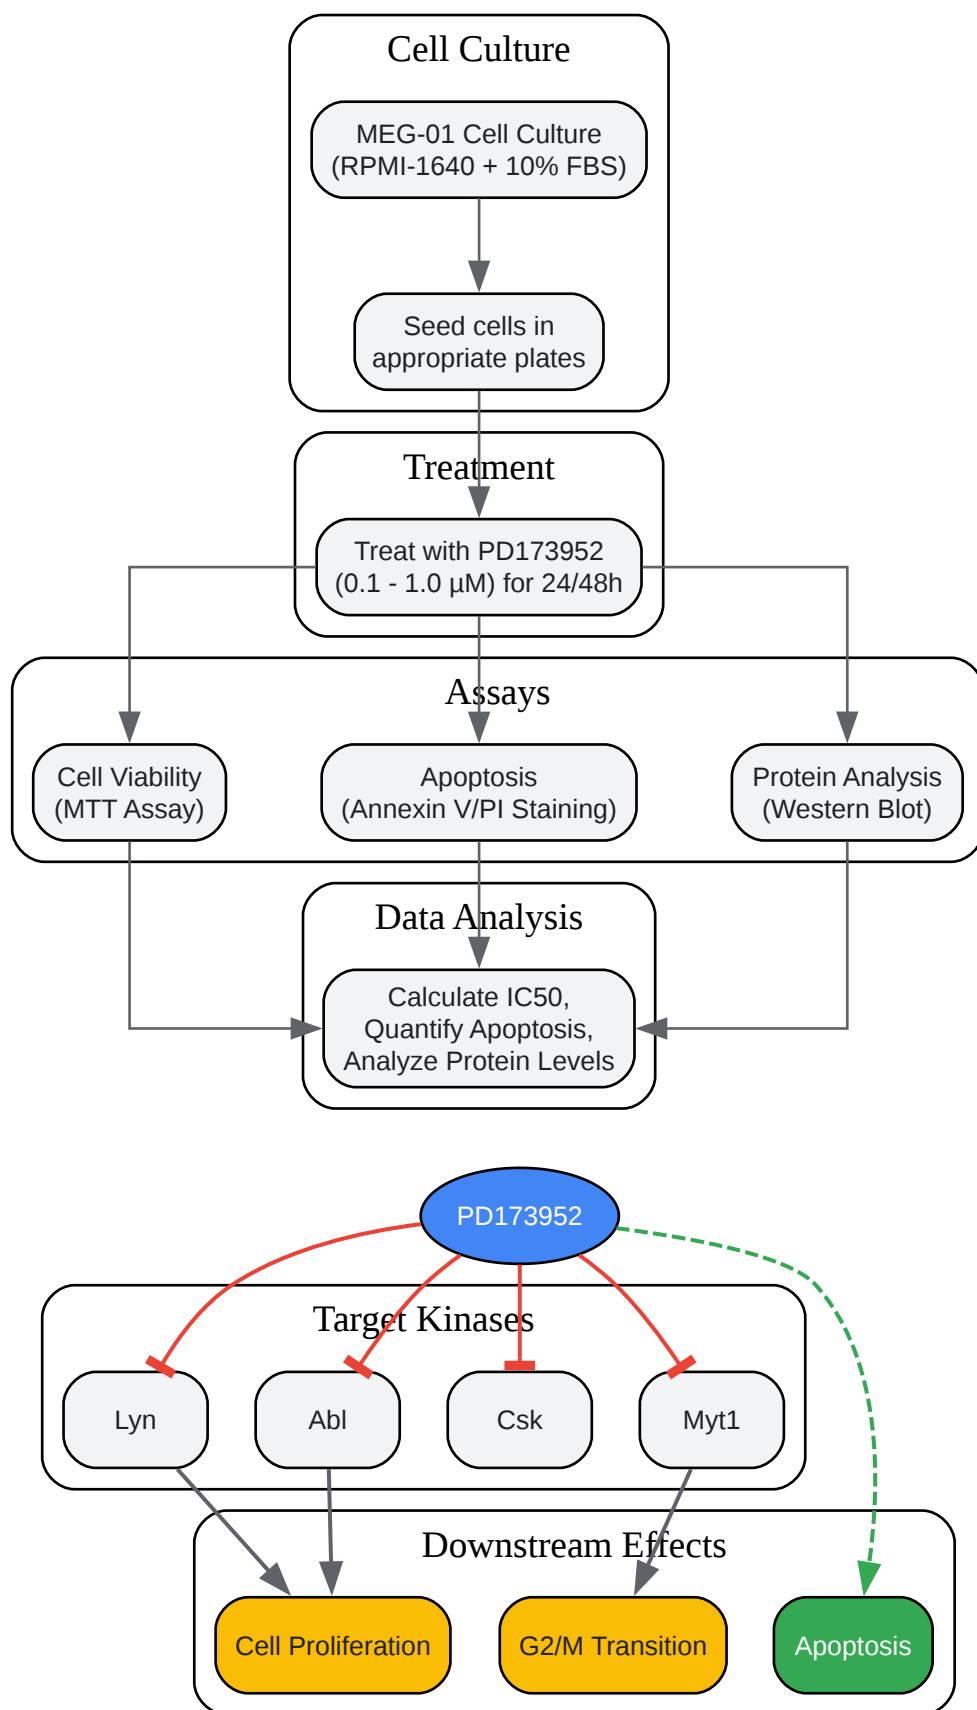 Cell Culture
MEG-01 Cell Culture
(RPMI-1640 + 10% FBS)
Seed cells in
appropriate plates
Treatment
Treat with PD173952
(0.1 - 1.0 µM) for 24/48h
Assays
Cell Viability
(MTT Assay)
Apoptosis
(Annexin V/PI Staining)
Protein Analysis
(Western Blot)
Data Analysis
Calculate IC50,
Quantify Apoptosis,
Analyze Protein Levels
PD173952
Target Kinases
Lyn
Abl
Csk
Myt1
Downstream Effects
Cell Proliferation
G2/M Transition
Apoptosis